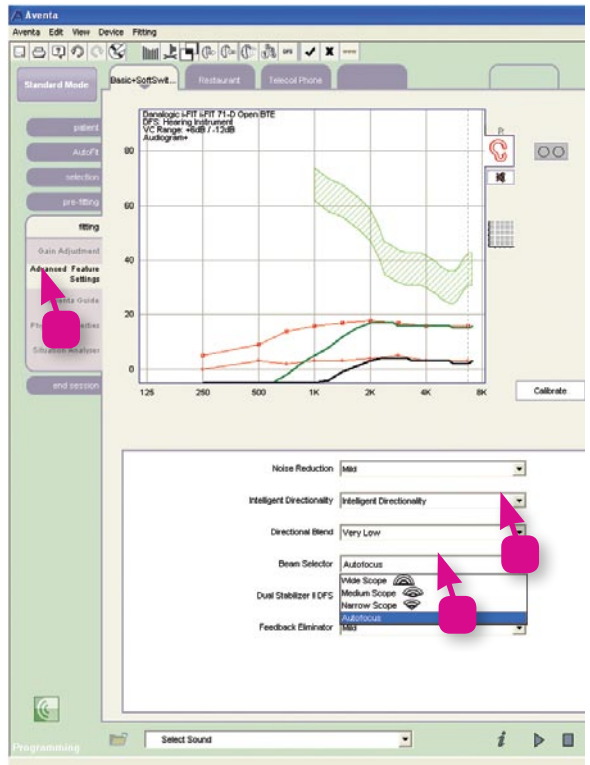 Aventa
Aventa Edit View Device Fitting
Standard Mode
Basic+SoftSwit...
Restaurant
Telecoil Phone
patient
AutoFit
selection
pre-fitting
fitting
Gain Adjustment
Advanced Feature
Settings
Guide
Situation Analyser
end session
Danalogic i-FIT i-FIT 71-D Open BTE
DFS: Hearing Instrument
VC Range: +6dB / -12dB
Audiogram+
80
60
40
20
0
125 250 500 1K 2K 4K 8K
Calibrate
Noise Reduction Mild
Intelligent Directionality Intelligent Directionality
Directional Blend Very Low
Beam Selector Autofocus
Wide Scope
Medium Scope
Narrow Scope
Autofocus
Dual Stabilizer II DFS
Feedback Eliminator Mild
Select Sound
i
Programming